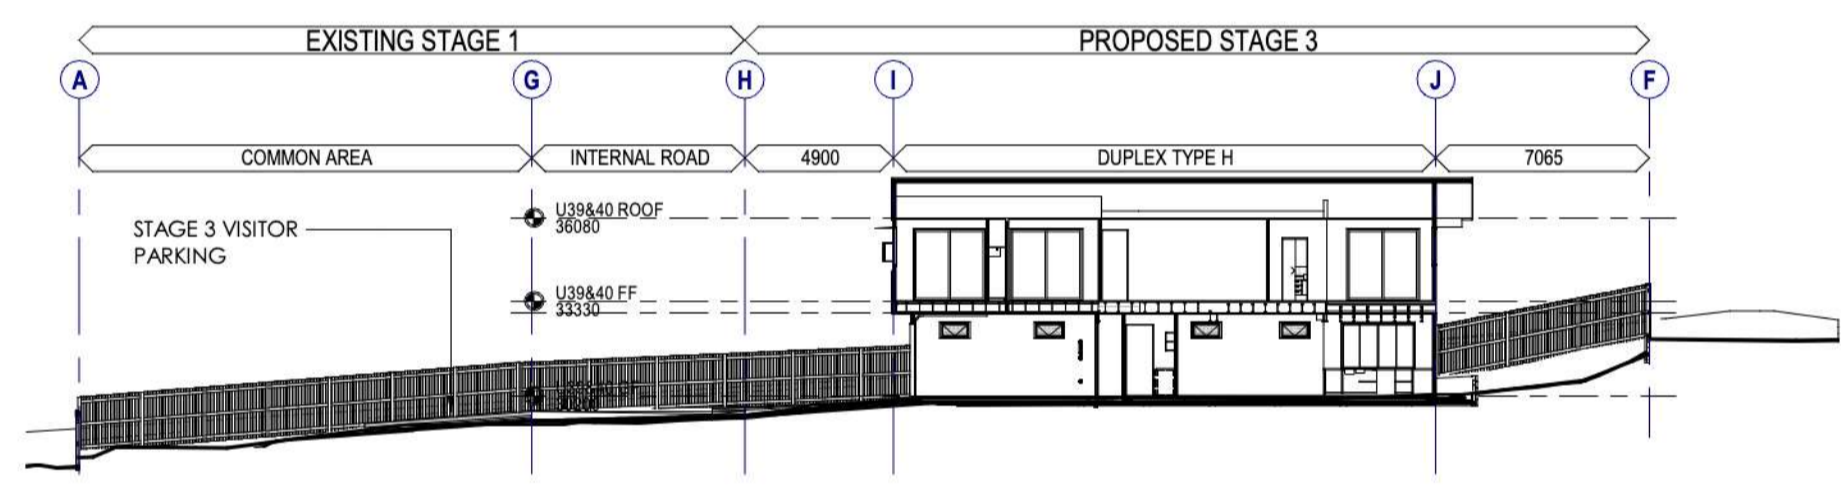 EXISTING STAGE 1
PROPOSED STAGE 3
A
G
H
I
J
F
COMMON AREA
INTERNAL ROAD
4900
DUPLEX TYPE H
7065
STAGE 3 VISITOR
PARKING
U39&40 ROOF
36080
U39&40 FF
33330